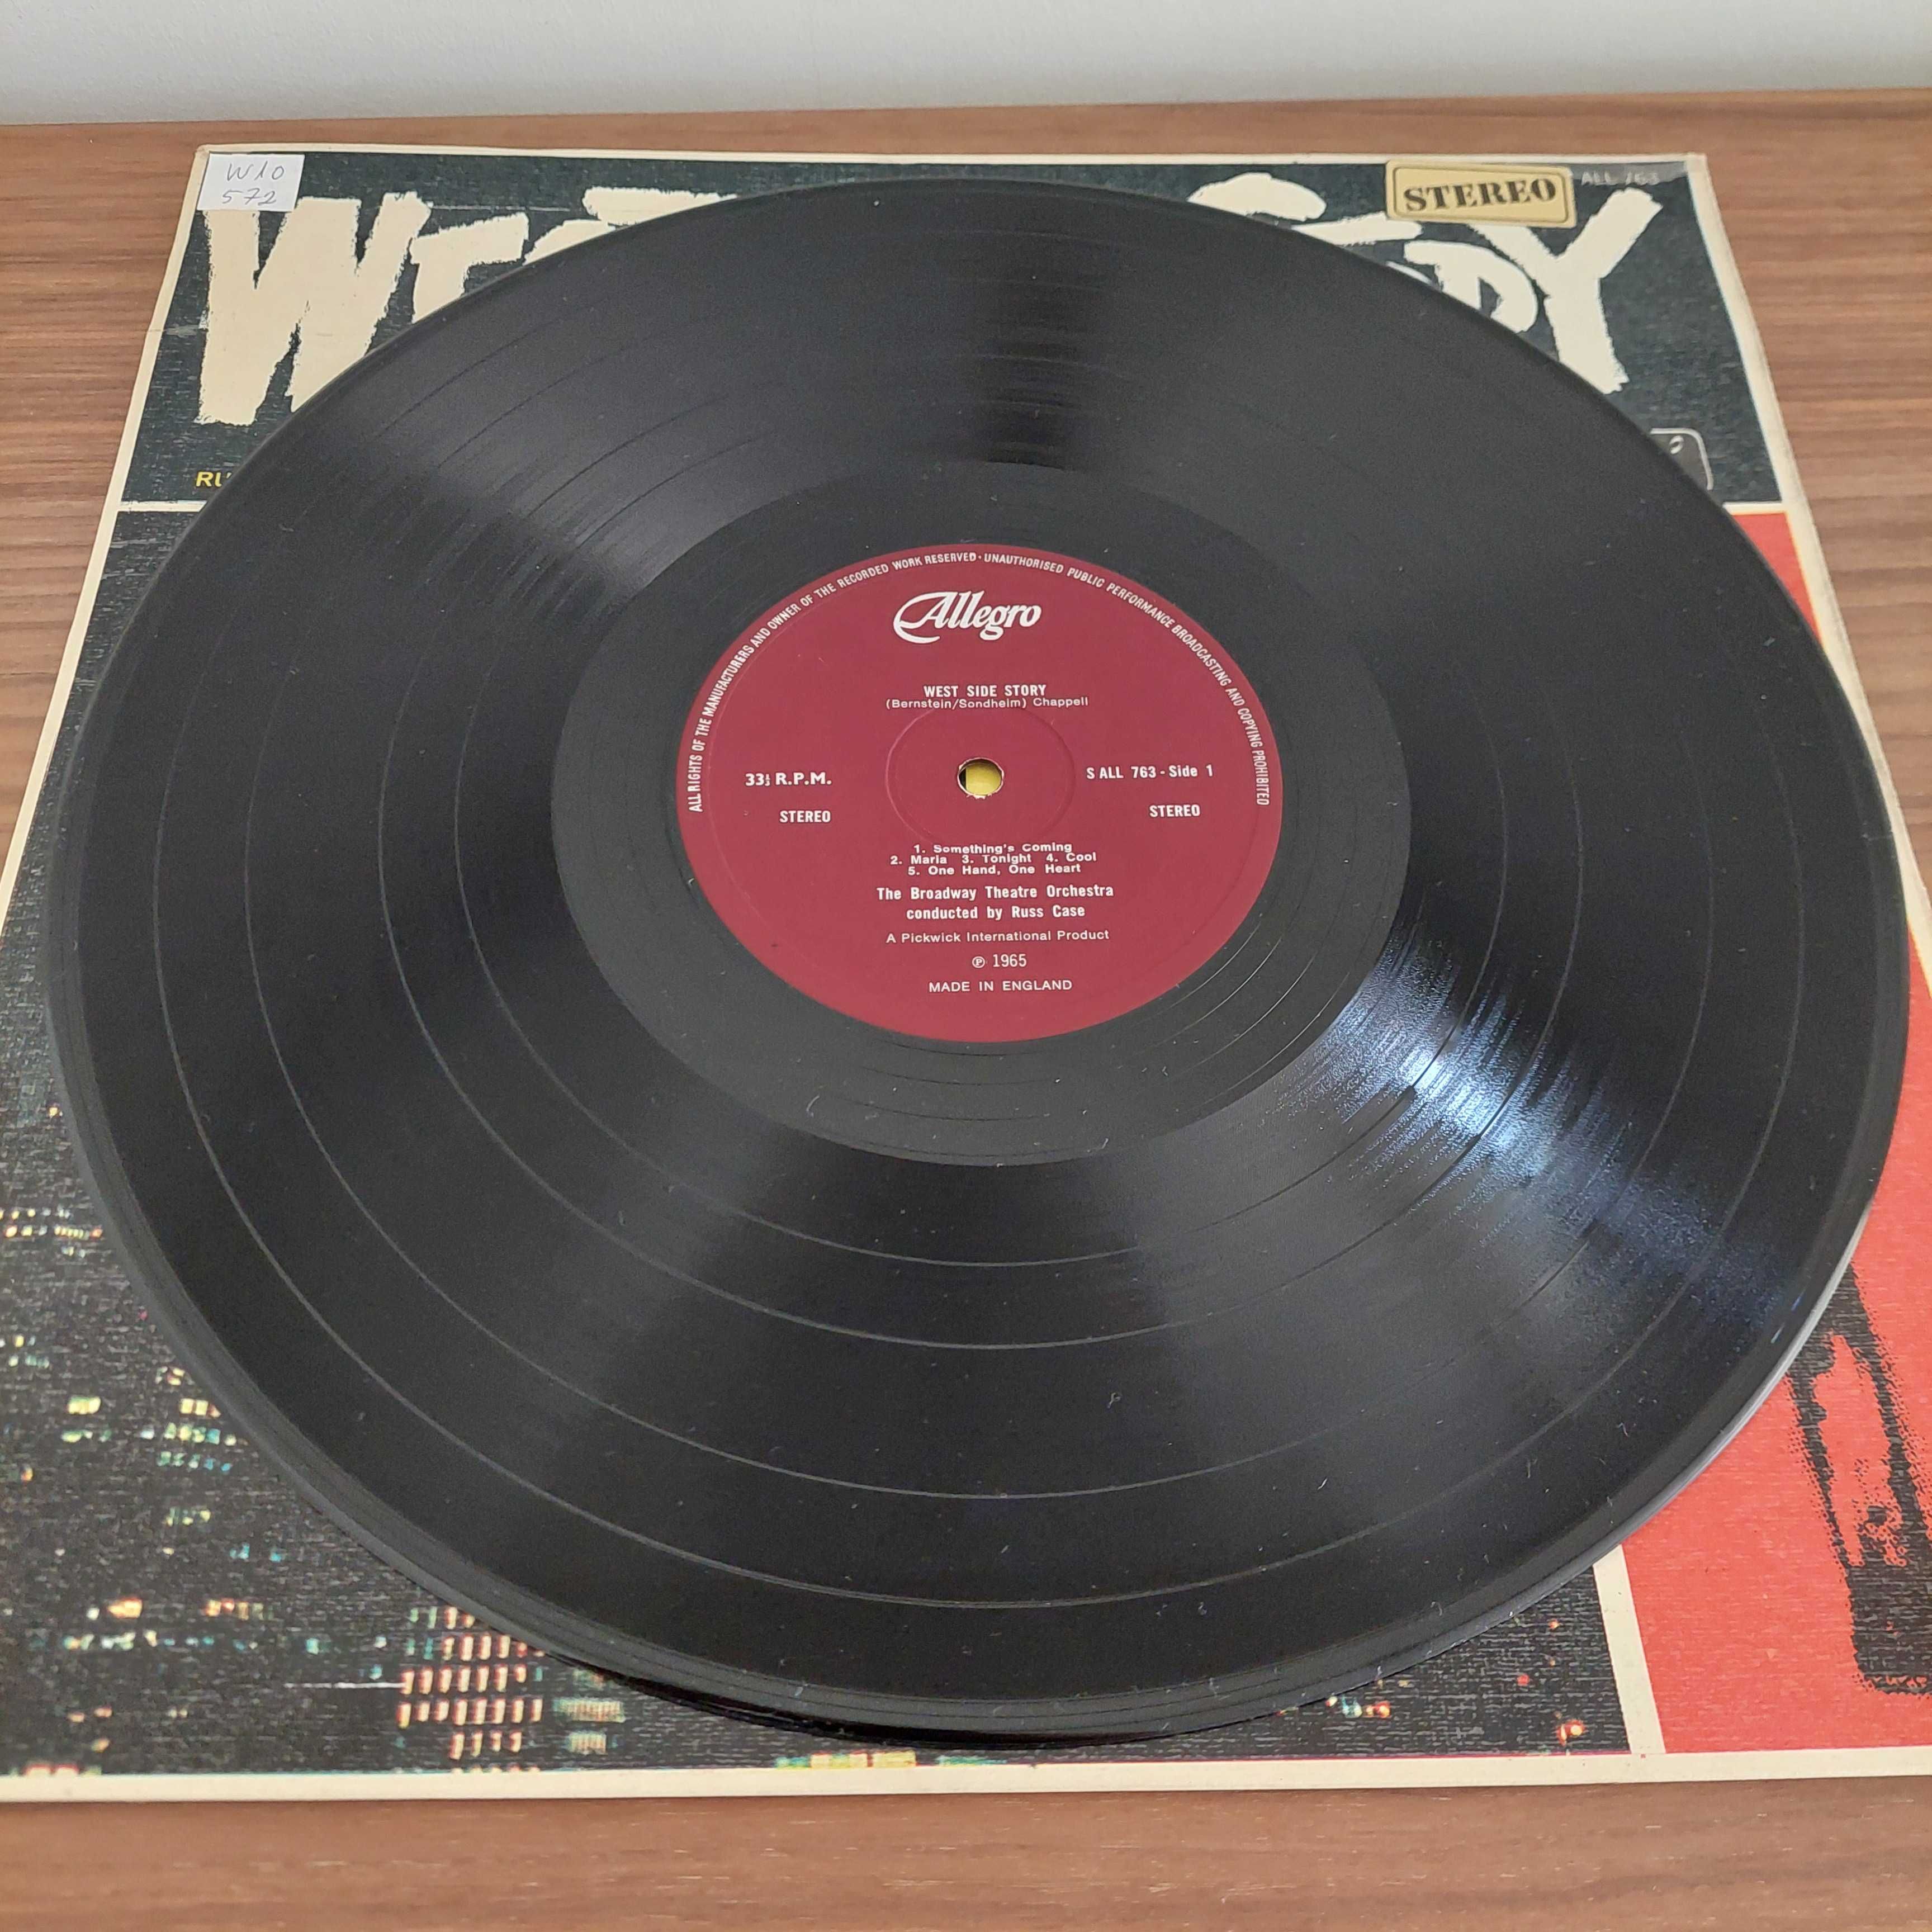 W10
572
STEREO
ALL 763
ALL RIGHTS OF THE MANUFACTURERS AND OWNER OF THE RECORDED WORK RESERVED · UNAUTHORISED PUBLIC PERFORMANCE BROADCASTING AND COPYING PROHIBITED
Allegro
WEST SIDE STORY
(Bernstein/Sondheim) Chappell
33⅓ R.P.M.
S ALL 763 - Side 1
STEREO
STEREO
1. Something's Coming
2. Maria 3. Tonight 4. Cool
5. One Hand, One Heart
The Broadway Theatre Orchestra
conducted by Russ Case
A Pickwick International Product
℗ 1965
MADE IN ENGLAND